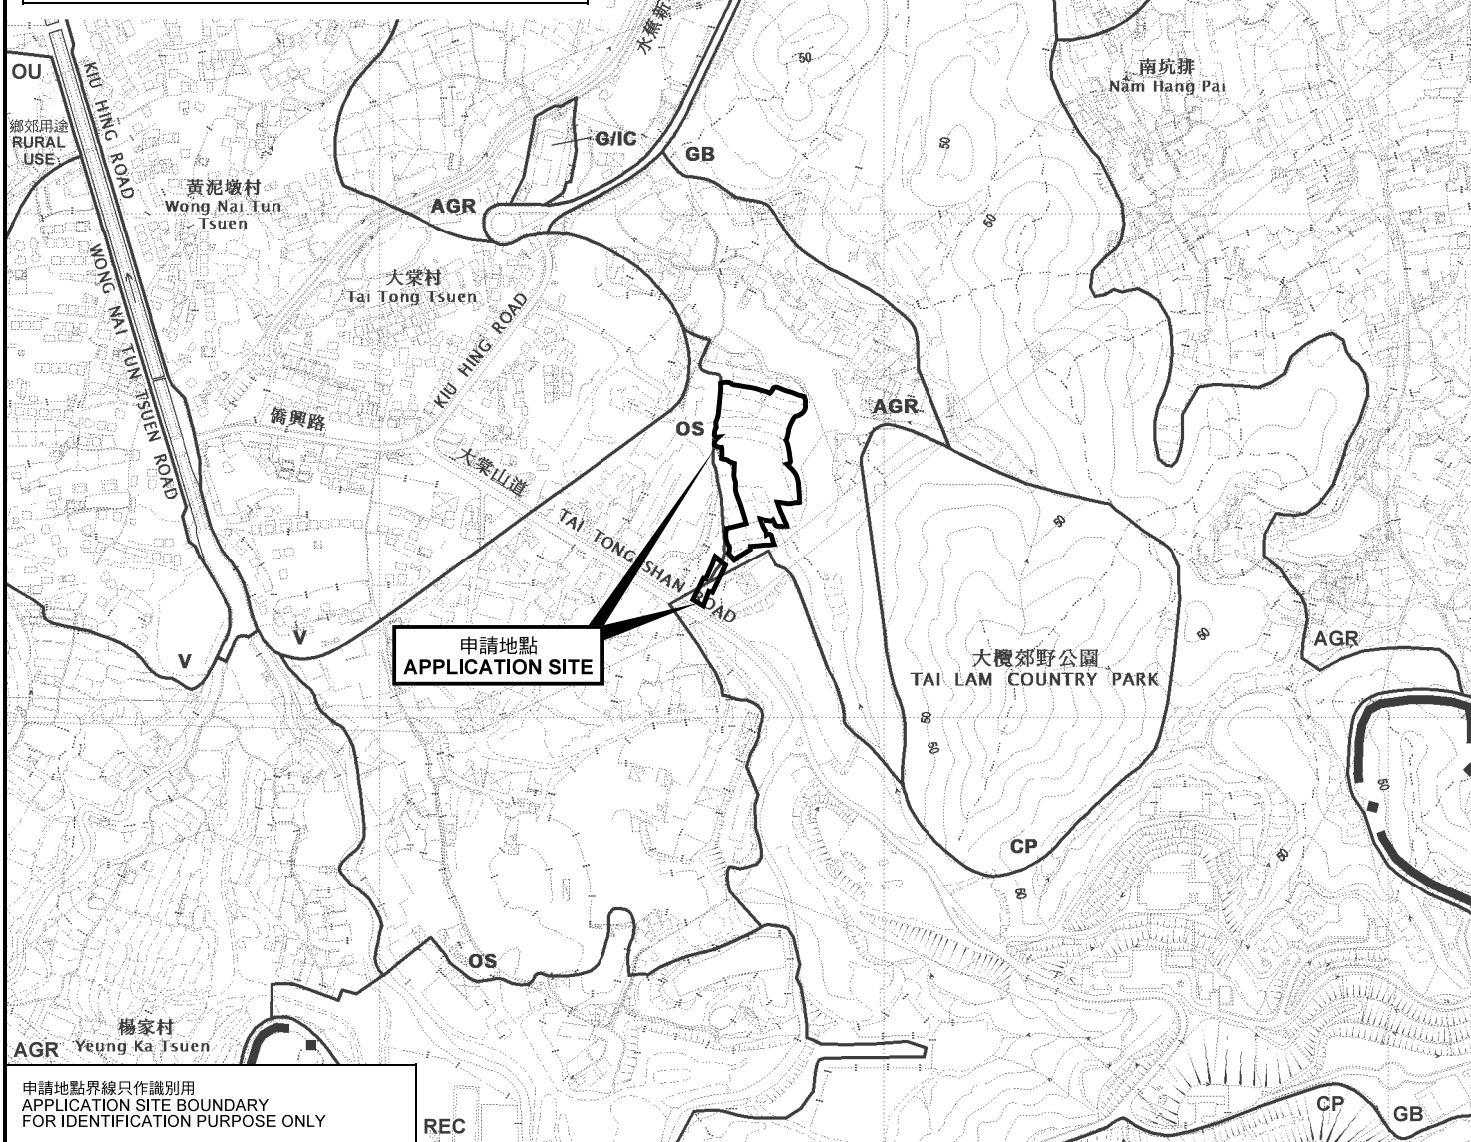 水蕉新
南坑排
Nam Hang Pai
50
OU
KIU HING ROAD
鄉郊用途
RURAL
USE
G/IC
GB
50
黃泥墩村
Wong Nai Tun
Tsuen
AGR
50
WONG NAI TUN TSUEN ROAD
大棠村
Tai Tong Tsuen
KIU HING ROAD
僑興路
OS
AGR
大棠山道
TAI TONG SHAN ROAD
50
申請地點
APPLICATION SITE
V
V
50
AGR
大欖郊野公園
TAI LAM COUNTRY PARK
50
50
50
CP
50
60
OS
楊家村
Yeung Ka Tsuen
AGR
申請地點界線只作識別用
APPLICATION SITE BOUNDARY
FOR IDENTIFICATION PURPOSE ONLY
REC
CP
GB